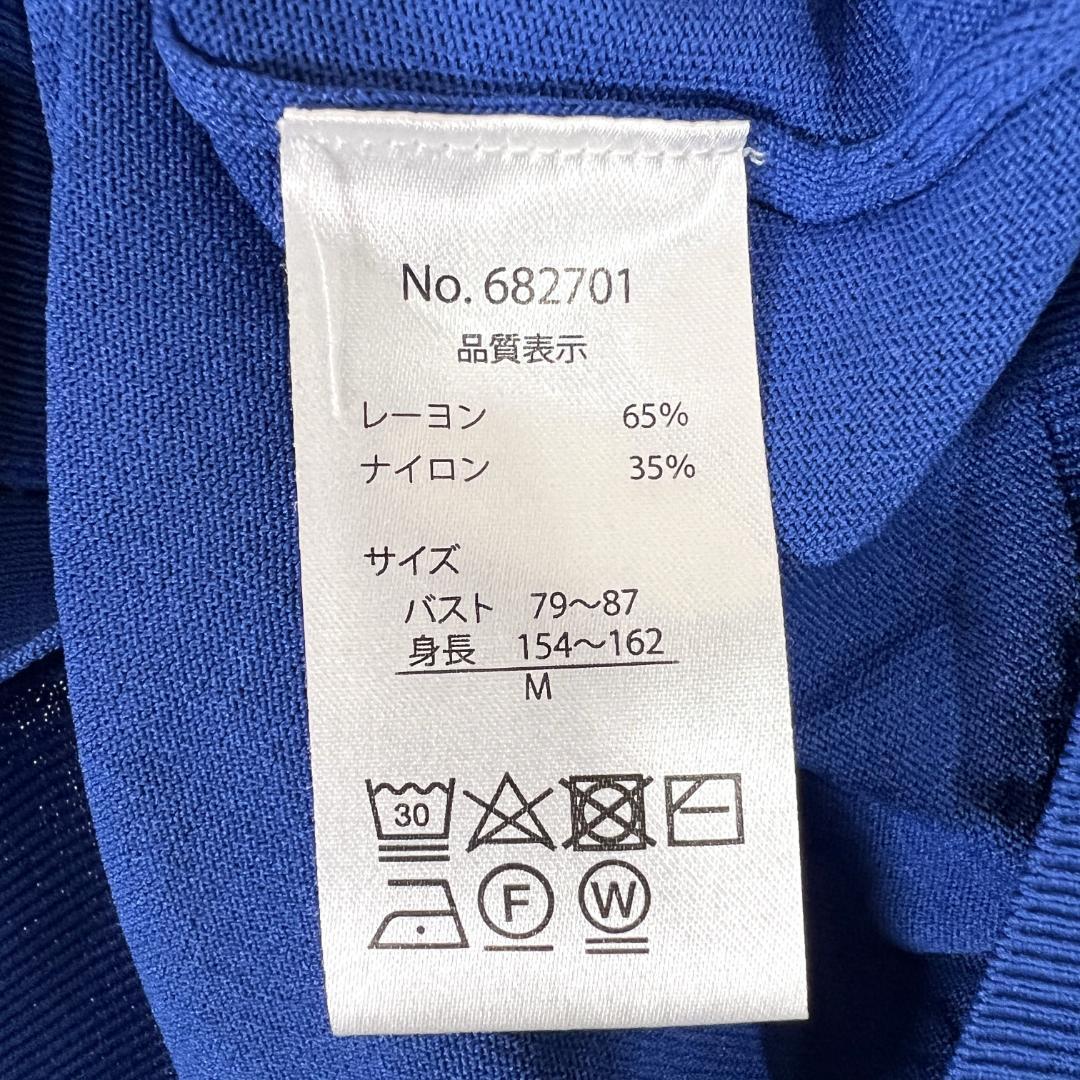 No. 682701
品質表示
レーヨン 65%
ナイロン 35%
サイズ
バスト 79～87
身長 154～162
M
30
F
W